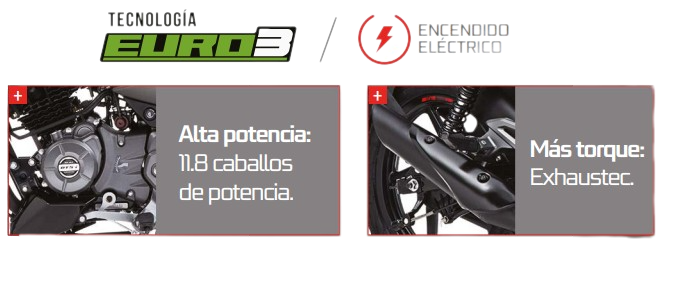 TECNOLOGÍA
EURO3
ENCENDIDO
ELÉCTRICO
Alta potencia:
11.8 caballos
de potencia.
Más torque:
Exhaustec.